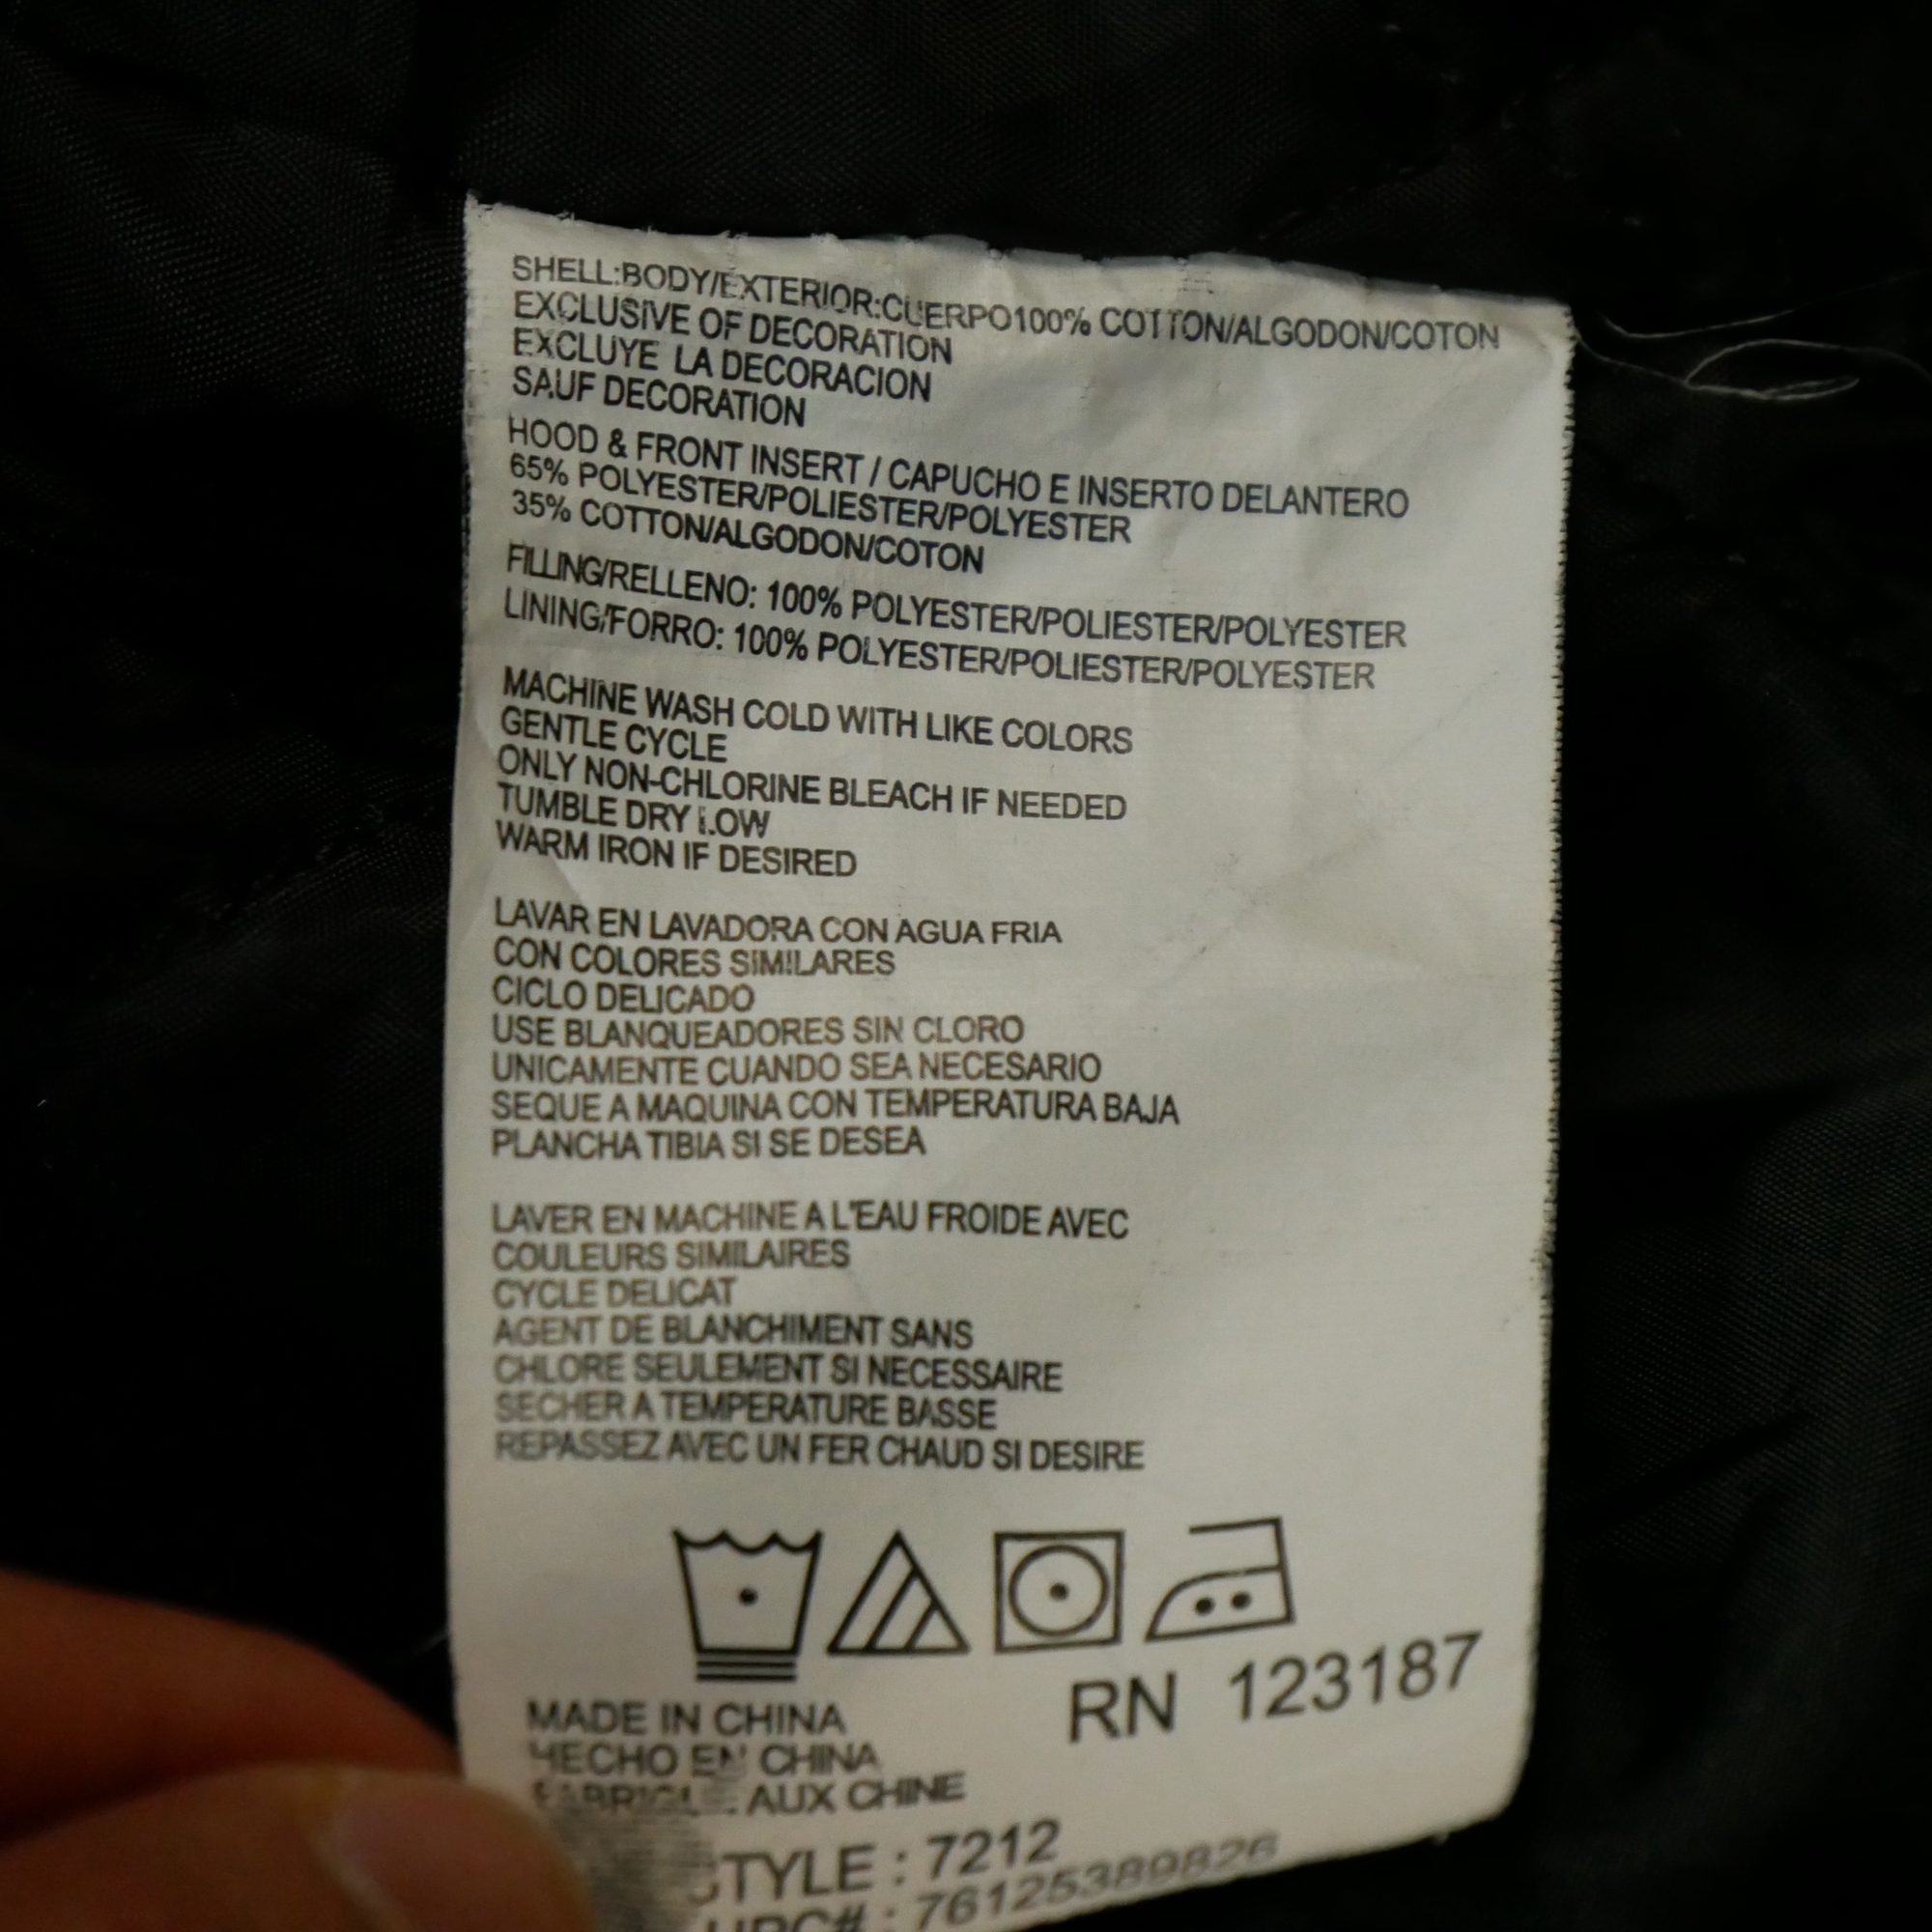 SHELL:BODY/EXTERIOR:CUERPO100% COTTON/ALGODON/COTON
EXCLUSIVE OF DECORATION
EXCLUYE LA DECORACION
SAUF DECORATION
HOOD & FRONT INSERT / CAPUCHO E INSERTO DELANTERO
65% POLYESTER/POLIESTER/POLYESTER
35% COTTON/ALGODON/COTON
FILLING/RELLENO: 100% POLYESTER/POLIESTER/POLYESTER
LINING/FORRO: 100% POLYESTER/POLIESTER/POLYESTER
MACHINE WASH COLD WITH LIKE COLORS
GENTLE CYCLE
ONLY NON-CHLORINE BLEACH IF NEEDED
TUMBLE DRY LOW
WARM IRON IF DESIRED
LAVAR EN LAVADORA CON AGUA FRIA
CON COLORES SIMILARES
CICLO DELICADO
USE BLANQUEADORES SIN CLORO
UNICAMENTE CUANDO SEA NECESARIO
SEQUE A MAQUINA CON TEMPERATURA BAJA
PLANCHA TIBIA SI SE DESEA
LAVER EN MACHINE A L'EAU FROIDE AVEC
COULEURS SIMILAIRES
CYCLE DELICAT
AGENT DE BLANCHIMENT SANS
CHLORE SEULEMENT SI NECESSAIRE
SECHER A TEMPERATURE BASSE
REPASSEZ AVEC UN FER CHAUD SI DESIRE
RN 123187
MADE IN CHINA
HECHO EN CHINA
AUX CHINE
STYLE : 7212
UPC# : 76125389826